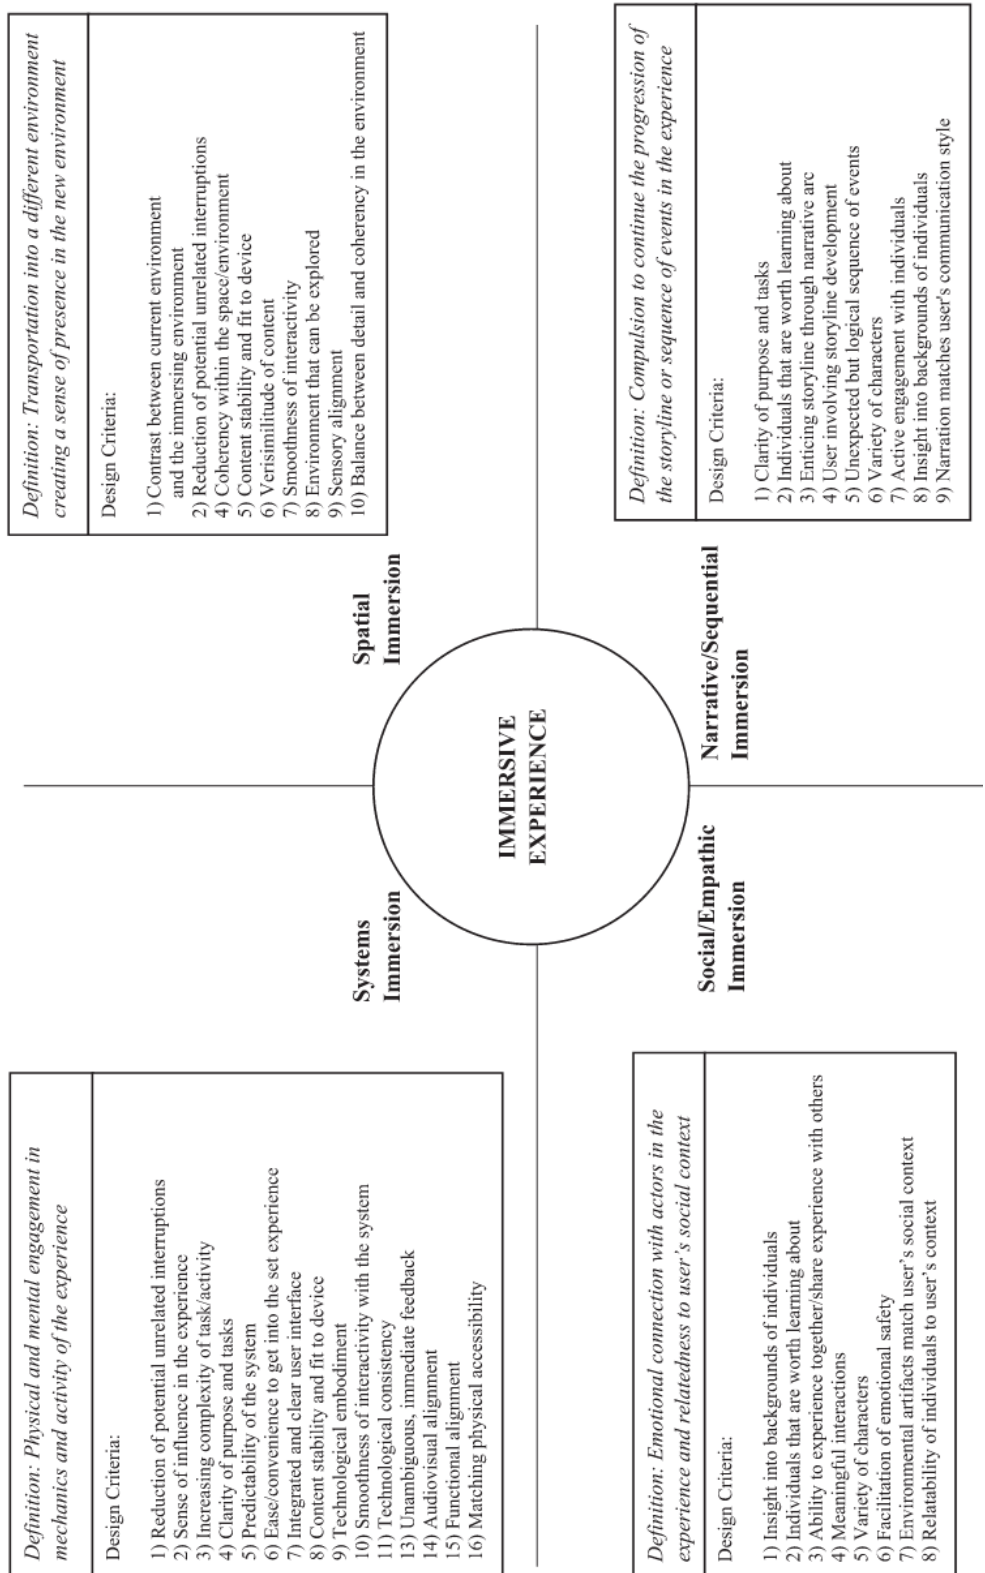 Definition: Physical and mental engagement in
mechanics and activity of the experience
Design Criteria:
1) Reduction of potential unrelated interruptions
2) Sense of influence in the experience
3) Increasing complexity of task/activity
4) Clarity of purpose and tasks
5) Predictability of the system
6) Ease/convenience to get into the set experience
7) Integrated and clear user interface
8) Content stability and fit to device
9) Technological embodiment
10) Smoothness of interactivity with the system
11) Technological consistency
13) Unambiguous, immediate feedback
14) Audiovisual alignment
15) Functional alignment
16) Matching physical accessibility
Systems
Immersion
Definition: Transportation into a different environment
creating a sense of presence in the new environment
Design Criteria:
1) Contrast between current environment
and the immersing environment
2) Reduction of potential unrelated interruptions
4) Coherency within the space/environment
5) Content stability and fit to device
6) Verisimilitude of content
7) Smoothness of interactivity
8) Environment that can be explored
9) Sensory alignment
10) Balance between detail and coherency in the environment
Spatial
Immersion
IMMERSIVE
EXPERIENCE
Social/Empathic
Immersion
Definition: Emotional connection with actors in the
experience and relatedness to user's social context
Design Criteria:
1) Insight into backgrounds of individuals
2) Individuals that are worth learning about
3) Ability to experience together/share experience with others
4) Meaningful interactions
5) Variety of characters
6) Facilitation of emotional safety
7) Environmental artifacts match user's social context
8) Relatability of individuals to user's context
Narrative/Sequential
Immersion
Definition: Compulsion to continue the progression of
the storyline or sequence of events in the experience
Design Criteria:
1) Clarity of purpose and tasks
2) Individuals that are worth learning about
3) Enticing storyline through narrative arc
4) User involving storyline development
5) Unexpected but logical sequence of events
6) Variety of characters
7) Active engagement with individuals
8) Insight into backgrounds of individuals
9) Narration matches user's communication style